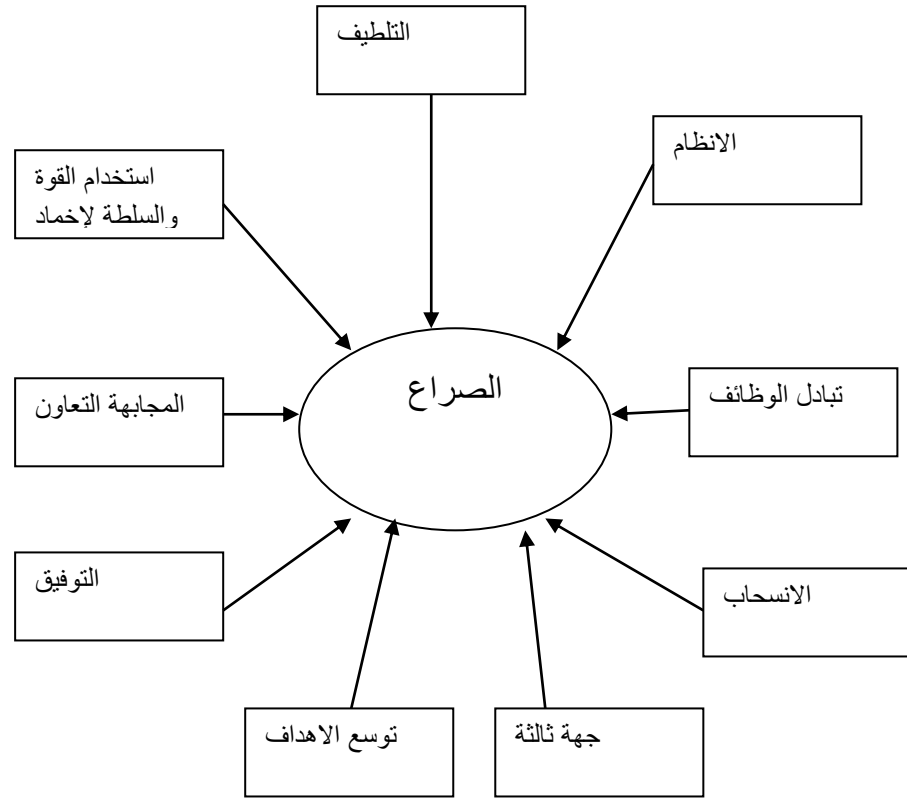 التلطيف
الانظام
استخدام القوة
والسلطة لإخماد
الصراع
تبادل الوظائف
المجابهة التعاون
الانسحاب
التوفيق
جهة ثالثة
توسع الاهداف